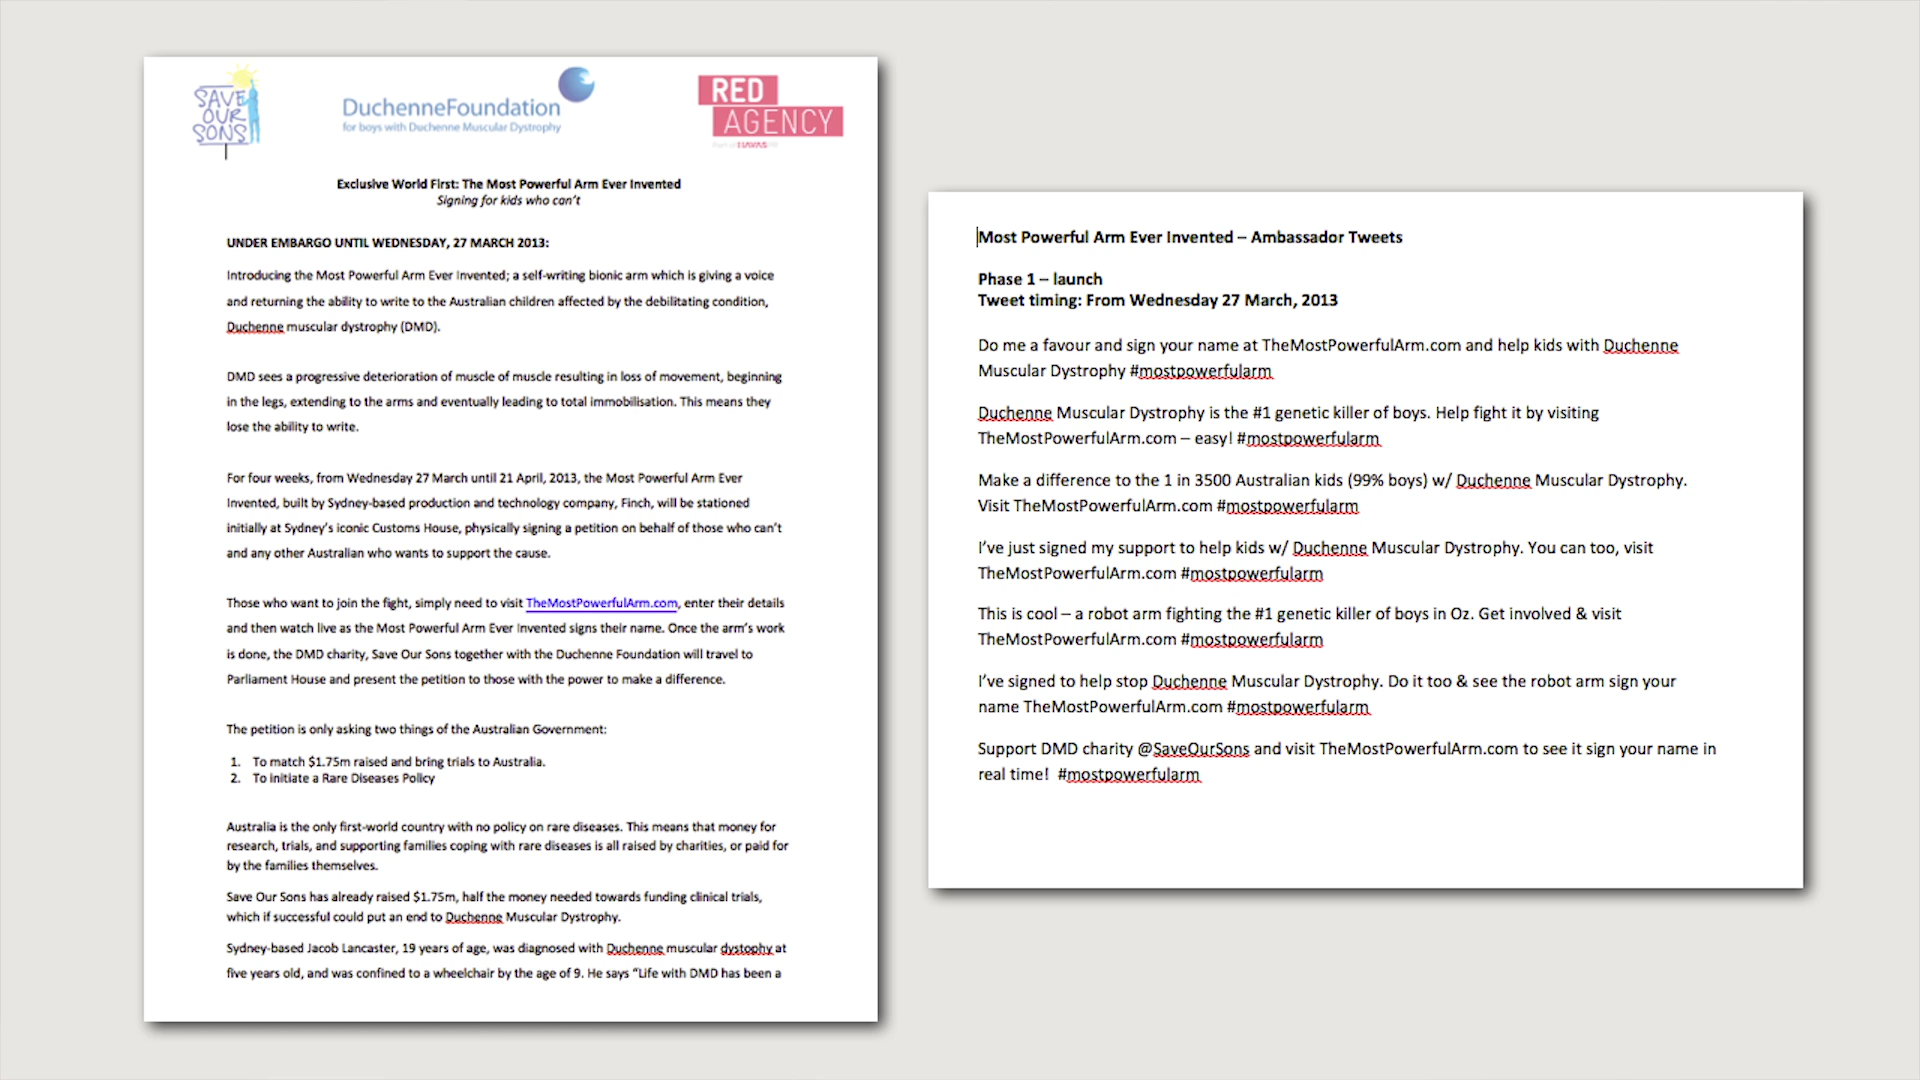 SAVE
OUR
SONS
DuchenneFoundation
for boys with Duchenne Muscular Dystrophy
RED
AGENCY
Part of HAVAS PR
Exclusive World First: The Most Powerful Arm Ever Invented
Signing for kids who can't
UNDER EMBARGO UNTIL WEDNESDAY, 27 MARCH 2013:
Introducing the Most Powerful Arm Ever Invented; a self-writing bionic arm which is giving a voice
and returning the ability to write to the Australian children affected by the debilitating condition,
Duchenne muscular dystrophy (DMD).
DMD sees a progressive deterioration of muscle of muscle resulting in loss of movement, beginning
in the legs, extending to the arms and eventually leading to total immobilisation. This means they
lose the ability to write.
For four weeks, from Wednesday 27 March until 21 April, 2013, the Most Powerful Arm Ever
Invented, built by Sydney-based production and technology company, Finch, will be stationed
initially at Sydney's iconic Customs House, physically signing a petition on behalf of those who can't
and any other Australian who wants to support the cause.
Those who want to join the fight, simply need to visit TheMostPowerfulArm.com, enter their details
and then watch live as the Most Powerful Arm Ever Invented signs their name. Once the arm's work
is done, the DMD charity, Save Our Sons together with the Duchenne Foundation will travel to
Parliament House and present the petition to those with the power to make a difference.
The petition is only asking two things of the Australian Government:
1. To match $1.75m raised and bring trials to Australia.
2. To initiate a Rare Diseases Policy
Australia is the only first-world country with no policy on rare diseases. This means that money for
research, trials, and supporting families coping with rare diseases is all raised by charities, or paid for
by the families themselves.
Save Our Sons has already raised $1.75m, half the money needed towards funding clinical trials,
which if successful could put an end to Duchenne Muscular Dystrophy.
Sydney-based Jacob Lancaster, 19 years of age, was diagnosed with Duchenne muscular dystophy at
five years old, and was confined to a wheelchair by the age of 9. He says "Life with DMD has been a
Most Powerful Arm Ever Invented – Ambassador Tweets
Phase 1 – launch
Tweet timing: From Wednesday 27 March, 2013
Do me a favour and sign your name at TheMostPowerfulArm.com and help kids with Duchenne
Muscular Dystrophy #mostpowerfularm
Duchenne Muscular Dystrophy is the #1 genetic killer of boys. Help fight it by visiting
TheMostPowerfulArm.com – easy! #mostpowerfularm
Make a difference to the 1 in 3500 Australian kids (99% boys) w/ Duchenne Muscular Dystrophy.
Visit TheMostPowerfulArm.com #mostpowerfularm
I've just signed my support to help kids w/ Duchenne Muscular Dystrophy. You can too, visit
TheMostPowerfulArm.com #mostpowerfularm
This is cool – a robot arm fighting the #1 genetic killer of boys in Oz. Get involved & visit
TheMostPowerfulArm.com #mostpowerfularm
I've signed to help stop Duchenne Muscular Dystrophy. Do it too & see the robot arm sign your
name TheMostPowerfulArm.com #mostpowerfularm
Support DMD charity @SaveOurSons and visit TheMostPowerfulArm.com to see it sign your name in
real time! #mostpowerfularm